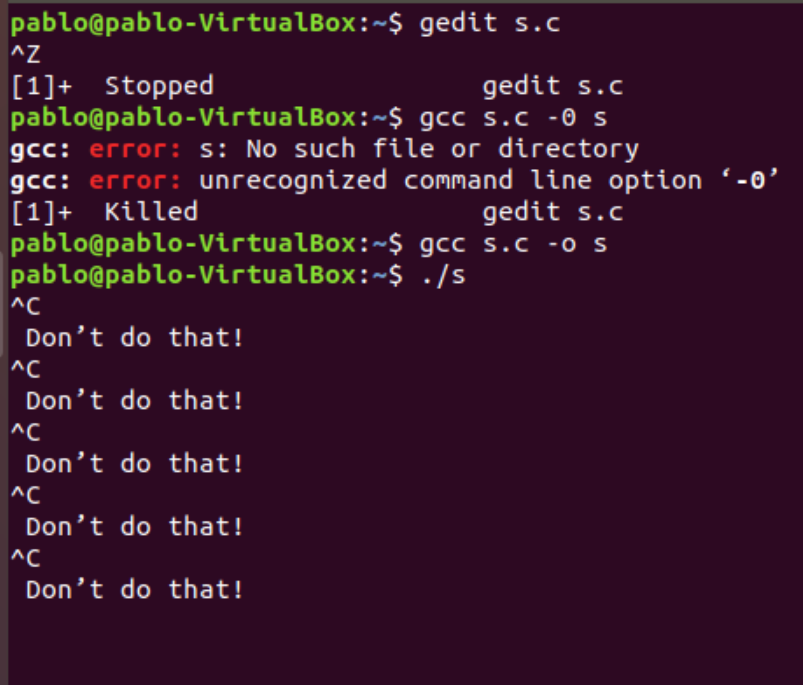 pablo@pablo-VirtualBox:~$ gedit s.c
^Z
[1]+  Stopped                 gedit s.c
pablo@pablo-VirtualBox:~$ gcc s.c -0 s
gcc: error: s: No such file or directory
gcc: error: unrecognized command line option ‘-0’
[1]+  Killed                  gedit s.c
pablo@pablo-VirtualBox:~$ gcc s.c -o s
pablo@pablo-VirtualBox:~$ ./s
^C
 Don’t do that!
^C
 Don’t do that!
^C
 Don’t do that!
^C
 Don’t do that!
^C
 Don’t do that!